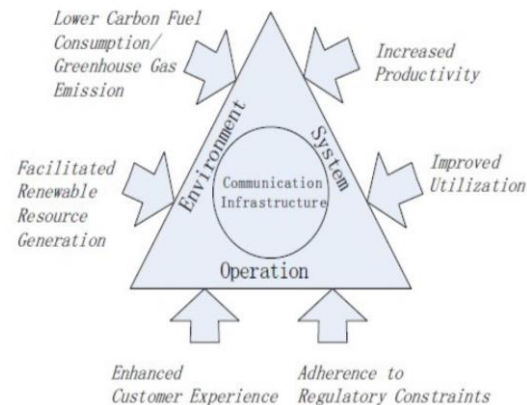 Lower Carbon Fuel
Consumption/
Greenhouse Gas
Emission
Increased
Productivity
Environment
System
Facilitated
Renewable
Resource
Generation
Communication
Infrastructure
Improved
Utilization
Operation
Enhanced
Customer Experience
Adherence to
Regulatory Constraints